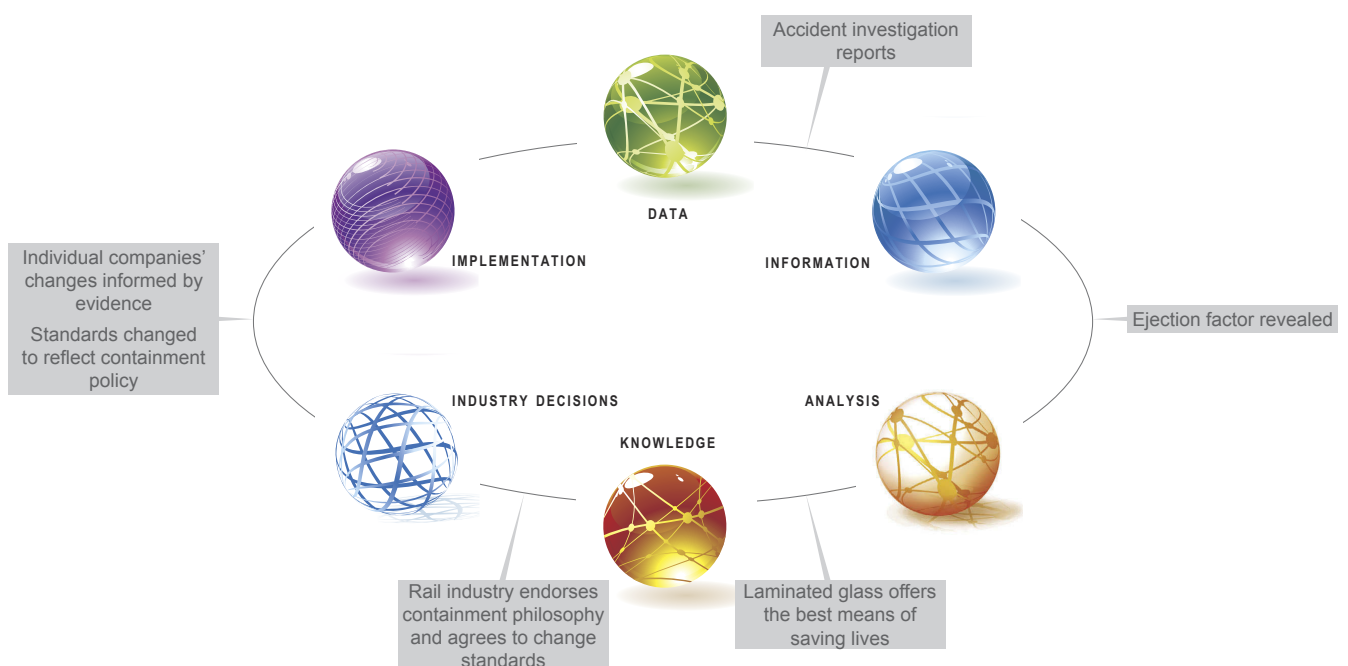 Accident investigation
reports
DATA
INFORMATION
Ejection factor revealed
ANALYSIS
Laminated glass offers
the best means of
saving lives
KNOWLEDGE
Rail industry endorses
containment philosophy
and agrees to change
standards
INDUSTRY DECISIONS
Individual companies’
changes informed by
evidence
Standards changed
to reflect containment
policy
IMPLEMENTATION